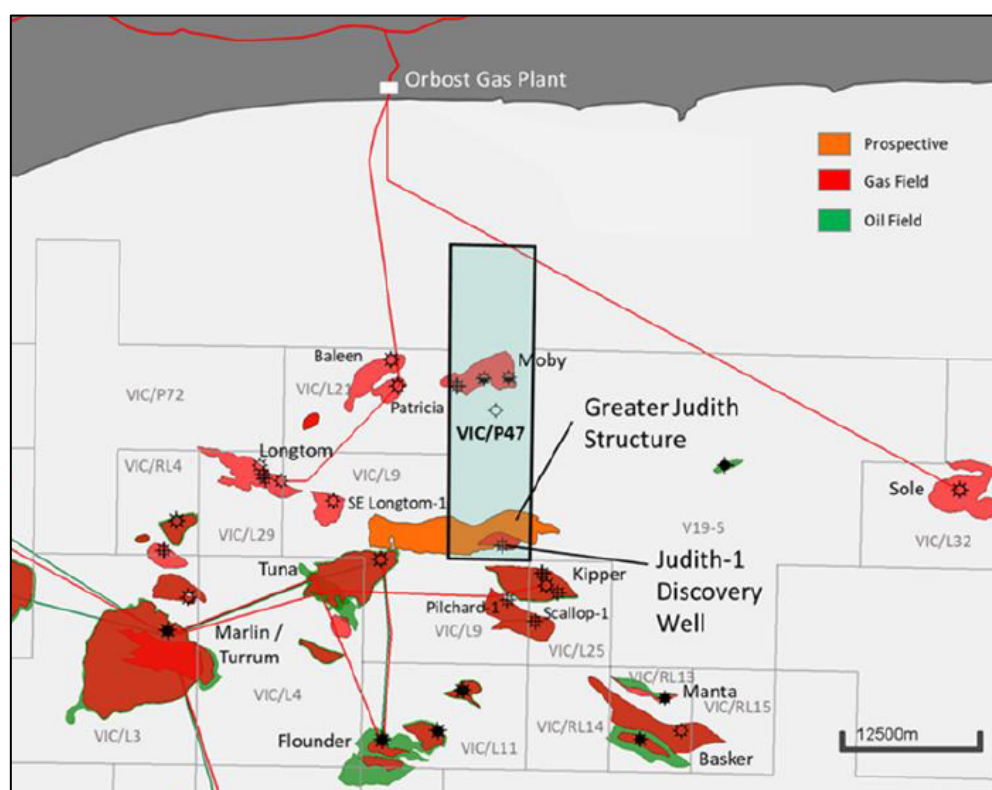 Orbost Gas Plant
Prospective
Gas Field
Oil Field
Baleen
Moby
VIC/L21
VIC/P72
Patricia
Greater Judith
Structure
VIC/P47
Longtom
VIC/RL4
VIC/L9
Sole
SE Longtom-1
V19-5
VIC/L29
VIC/L32
Judith-1
Discovery
Well
Tuna
Kipper
Pilchard-1
Scallop-1
VIC/L9
Marlin /
Turrum
VIC/L25
VIC/RL13
Manta
VIC/L4
VIC/RL15
VIC/RL14
12500m
VIC/L3
Flounder
VIC/L11
Basker